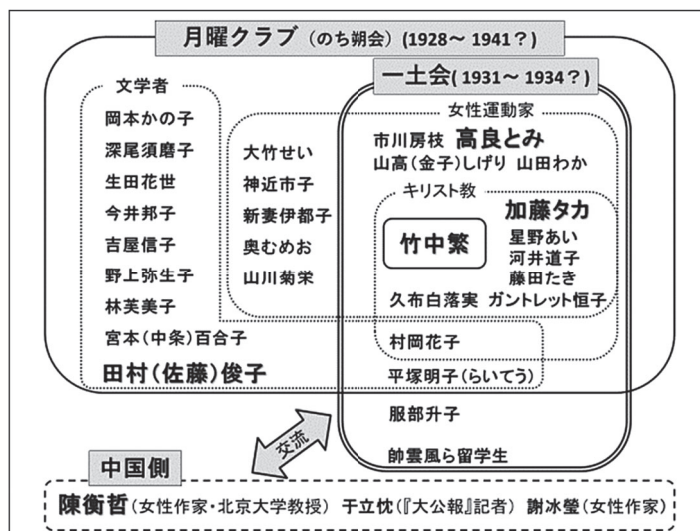 月曜クラブ（のち朔会）(1928～ 1941？)
一土会( 1931～ 1934？)
文学者
岡本かの子
深尾須磨子
生田花世
今井邦子
吉屋信子
野上弥生子
林芙美子
宮本（中条）百合子
田村（佐藤）俊子
大竹せい
神近市子
新妻伊都子
奥むめお
山川菊栄
女性運動家
市川房枝 高良とみ
山高（金子）しげり 山田わか
キリスト教
竹中繁
加藤タカ
星野あい
河井道子
藤田たき
久布白落実 ガントレット恒子
村岡花子
平塚明子（らいてう）
服部升子
帥雲風ら留学生
交流
中国側
陳衡哲（女性作家・北京大学教授） 于立忱（『大公報』記者） 謝冰瑩（女性作家）